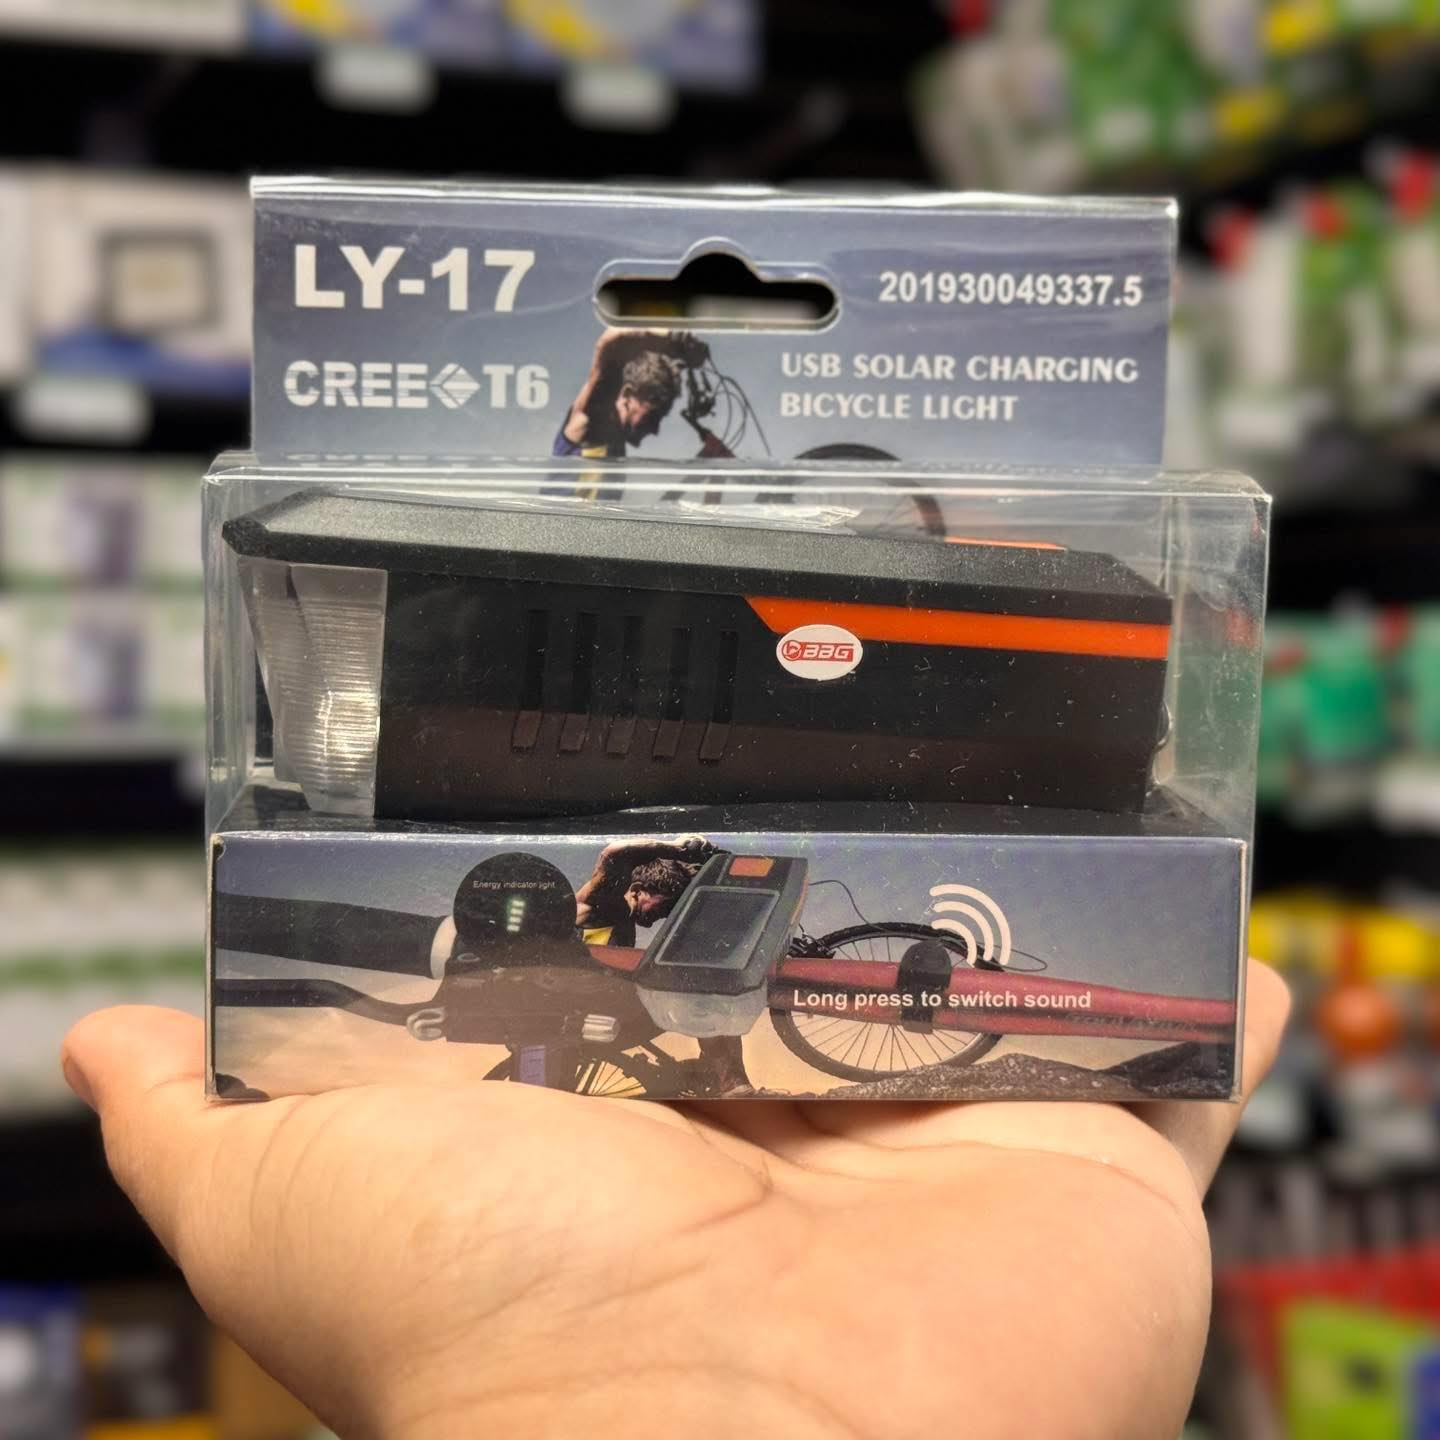 LY-17
201930049337.5
CREE T6
USB SOLAR CHARGING
BICYCLE LIGHT
BBG
Energy indicator light
Long press to switch sound